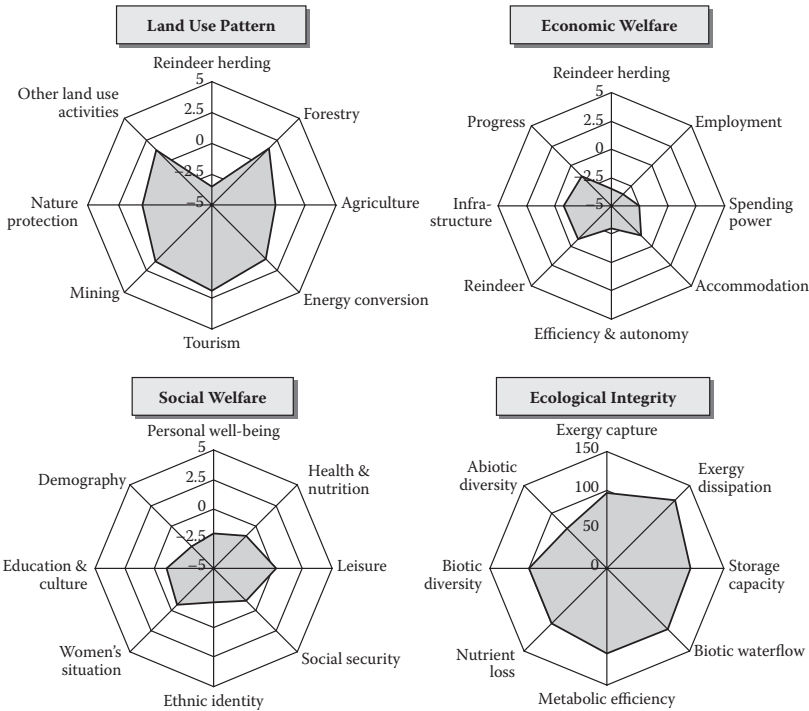 Land Use Pattern
Reindeer herding
5
2.5
0
−2.5
−5
Other land use
activities
Forestry
Nature
protection
Agriculture
Mining
Energy conversion
Tourism
Economic Welfare
Reindeer herding
5
2.5
0
−2.5
−5
Progress
Employment
Infra-
structure
Spending
power
Reindeer
Accommodation
Efficiency & autonomy
Social Welfare
Personal well-being
5
2.5
0
−2.5
−5
Demography
Health &
nutrition
Education &
culture
Leisure
Women's
situation
Social security
Ethnic identity
Ecological Integrity
Exergy capture
150
100
50
0
Abiotic
diversity
Exergy
dissipation
Biotic
diversity
Storage
capacity
Nutrient
loss
Biotic waterflow
Metabolic efficiency